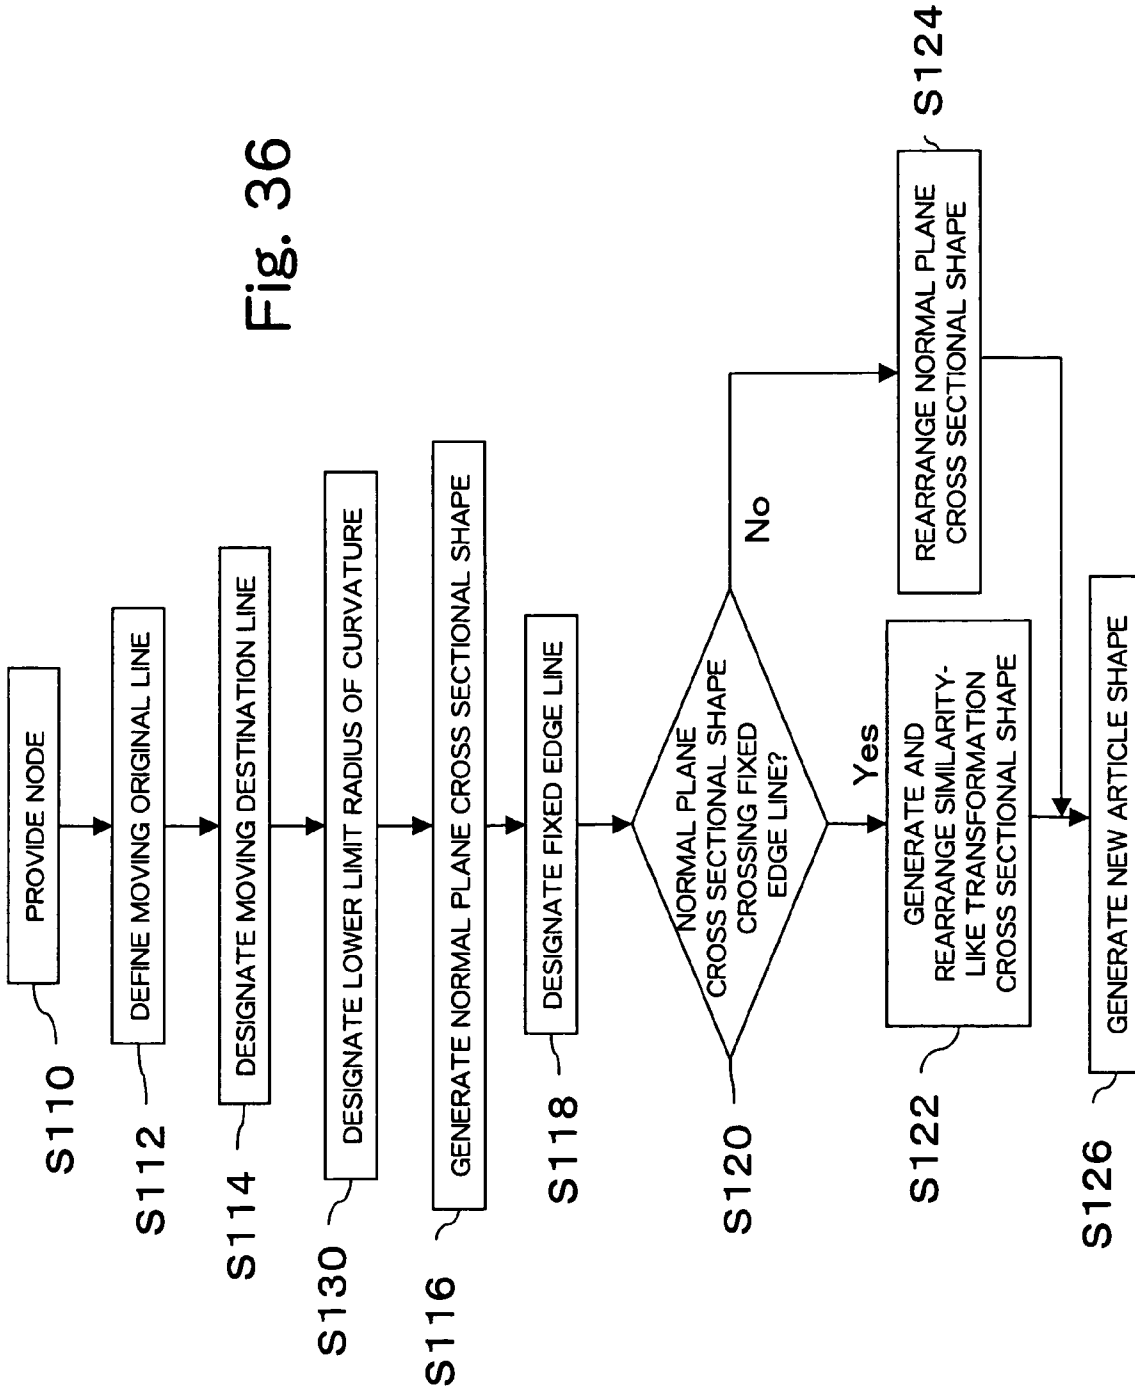 Fig. 36
S110
PROVIDE NODE
S112
DEFINE MOVING ORIGINAL LINE
S114
DESIGNATE MOVING DESTINATION LINE
S130
DESIGNATE LOWER LIMIT RADIUS OF CURVATURE
S116
GENERATE NORMAL PLANE CROSS SECTIONAL SHAPE
S118
DESIGNATE FIXED EDGE LINE
S120
NORMAL PLANE
CROSS SECTIONAL SHAPE
CROSSING FIXED
EDGE LINE?
Yes
No
S122
GENERATE AND
REARRANGE SIMILARITY-
LIKE TRANSFORMATION
CROSS SECTIONAL SHAPE
S124
REARRANGE NORMAL PLANE
CROSS SECTIONAL SHAPE
S126
GENERATE NEW ARTICLE SHAPE